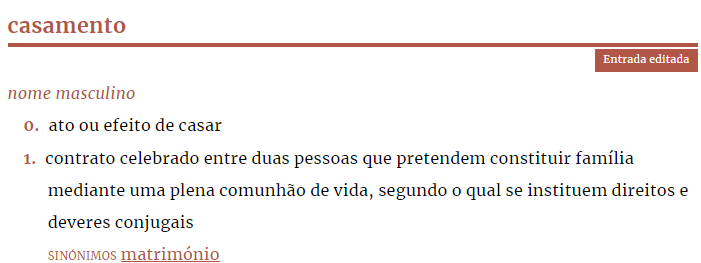 casamento
Entrada editada
nome masculino
0. ato ou efeito de casar
1. contrato celebrado entre duas pessoas que pretendem constituir família
mediante uma plena comunhão de vida, segundo o qual se instituem direitos e
deveres conjugais
SINÓNIMOS matrimónio